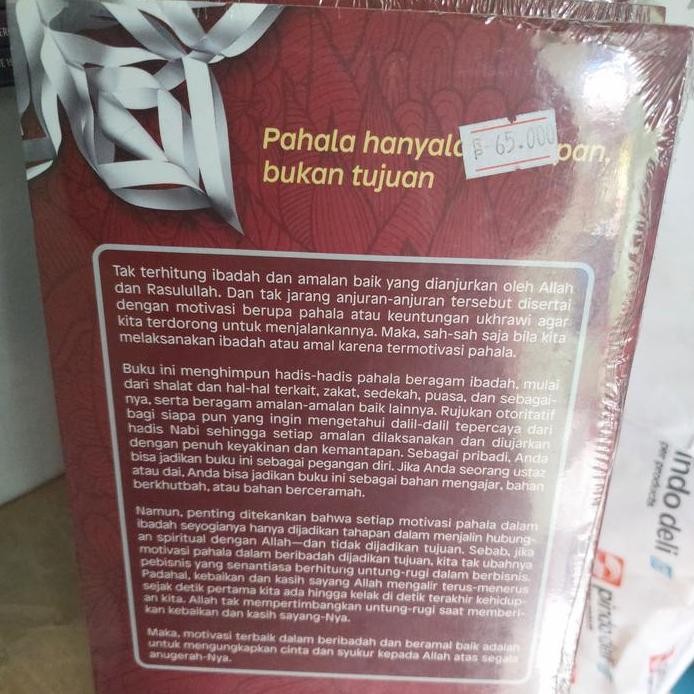 Pahala hanyala pan,
bukan tujuan
65.000
Tak terhitung ibadah dan amalan baik yang dianjurkan oleh Allah
dan Rasulullah. Dan tak jarang anjuran-anjuran tersebut disertai
dengan motivasi berupa pahala atau keuntungan ukhrawi agar
kita terdorong untuk menjalankannya. Maka, sah-sah saja bila kita
melaksanakan ibadah atau amal karena termotivasi pahala.
Buku ini menghimpun hadis-hadis pahala beragam ibadah, mulai
dari shalat dan hal-hal terkait, zakat, sedekah, puasa, dan sebagai-
nya, serta beragam amalan-amalan baik lainnya. Rujukan otoritatif
bagi siapa pun yang ingin mengetahui dalil-dalil tepercaya dari
hadis Nabi sehingga setiap amalan dilaksanakan dan diujarkan
dengan penuh keyakinan dan kemantapan. Sebagai pribadi, Anda
bisa jadikan buku ini sebagai pegangan diri. Jika Anda seorang ustaz
atau dai, Anda bisa jadikan buku ini sebagai bahan mengajar, bahan
berkhutbah, atau bahan berceramah.
Namun, penting ditekankan bahwa setiap motivasi pahala dalam
ibadah seyogianya hanya dijadikan tahapan dalam menjalin hubung-
an spiritual dengan Allah—dan tidak dijadikan tujuan. Sebab, jika
motivasi pahala dalam beribadah dijadikan tujuan, kita tak ubahnya
pebisnis yang senantiasa berhitung untung-rugi dalam berbisnis.
Padahal, kebaikan dan kasih sayang Allah mengalir terus-menerus
sejak detik pertama kita ada hingga kelak di detik terakhir kehidup-
an kita. Allah tak mempertimbangkan untung-rugi saat memberi-
kan kebaikan dan kasih sayang-Nya.
Maka, motivasi terbaik dalam beribadah dan beramal baik adalah
untuk mengungkapkan cinta dan syukur kepada Allah atas segala
anugerah-Nya.
indo deli